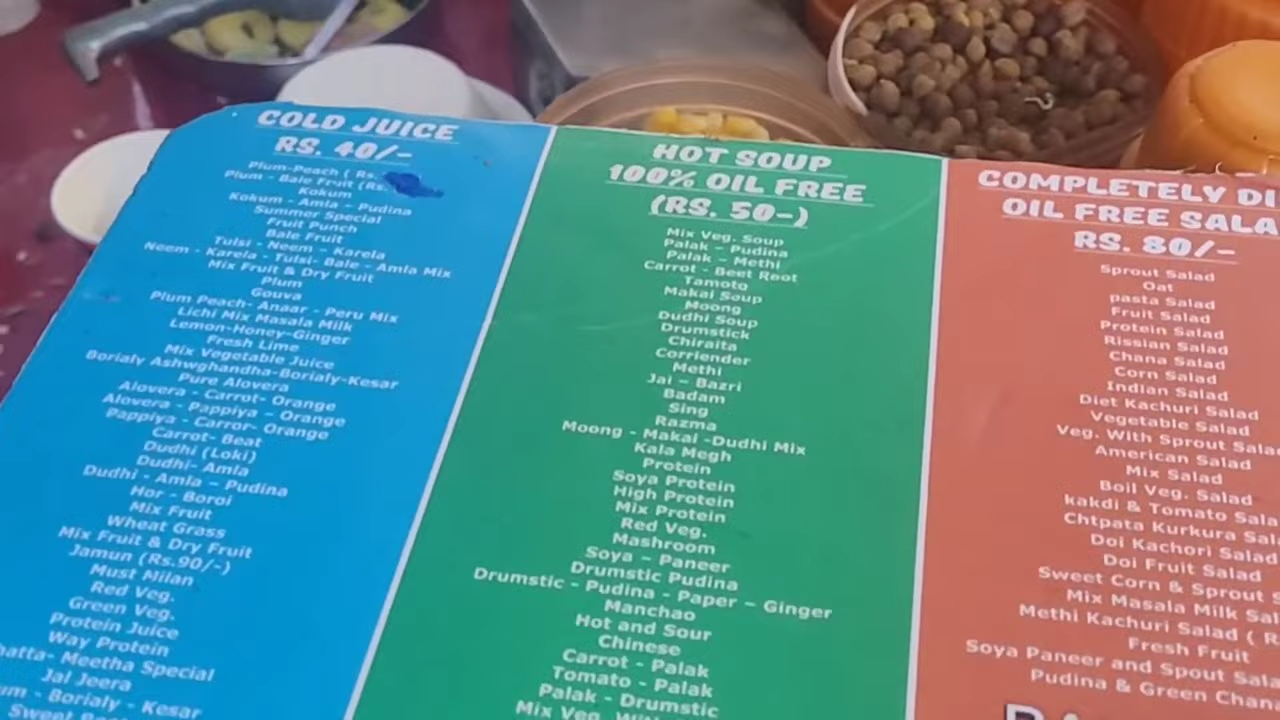 COLD JUICE
RS. 40/-
Plum-Peach ( Rs.
Plum - Bale Fruit (Rs.
Kokum
Kokum - Amla - Pudina
Summer Special
Fruit Punch
Bale Fruit
Tulsi - Neem - Karela
Neem - Karela - Tulsi- Bale - Amla Mix
Mix Fruit & Dry Fruit
Plum
Gouva
Plum Peach- Anaar - Peru Mix
Lichi Mix Masala Milk
Lemon-Honey-Ginger
Fresh Lime
Mix Vegetable Juice
Borialy Ashwghandha-Borialy-Kesar
Pure Alovera
Alovera - Carrot- Orange
Alovera - Pappiya - Orange
Pappiya - Carror- Orange
Carrot- Beat
Dudhi (Loki)
Dudhi- Amla
Dudhi - Amla - Pudina
Hor - Boroi
Mix Fruit
Wheat Grass
Mix Fruit & Dry Fruit
Jamun (Rs.90/-)
Must Milan
Red Veg.
Green Veg.
Protein Juice
Way Protein
hatta- Meetha Special
Jal Jeera
um - Borialy - Kesar
Sweet
HOT SOUP
100% OIL FREE
(RS. 50-)
Mix Veg. Soup
Palak - Pudina
Palak - Methi
Carrot - Beet Root
Tamoto
Makai Soup
Moong
Dudhi Soup
Drumstick
Chiraita
Corriender
Methi
Jai - Bazri
Badam
Sing
Razma
Moong - Makai -Dudhi Mix
Kala Megh
Protein
Soya Protein
High Protein
Mix Protein
Red Veg.
Mashroom
Soya - Paneer
Drumstic Pudina
Drumstic - Pudina - Paper - Ginger
Manchao
Hot and Sour
Chinese
Carrot - Palak
Tomato - Palak
Palak - Drumstic
Mix Veg.
COMPLETELY DI
OIL FREE SALA
RS. 80/-
Sprout Salad
Oat
pasta Salad
Fruit Salad
Protein Salad
Rissian Salad
Chana Salad
Corn Salad
Indian Salad
Diet Kachuri Salad
Vegetable Salad
Veg. With Sprout Sala
American Salad
Mix Salad
Boil Veg. Salad
kakdi & Tomato Sala
Chtpata Kurkura Sala
Doi Kachori Salad
Doi Fruit Salad
Sweet Corn & Sprout S
Mix Masala Milk Sal
Methi Kachuri Salad ( R
Fresh Fruit
Soya Paneer and Spout Sala
Pudina & Green Chan